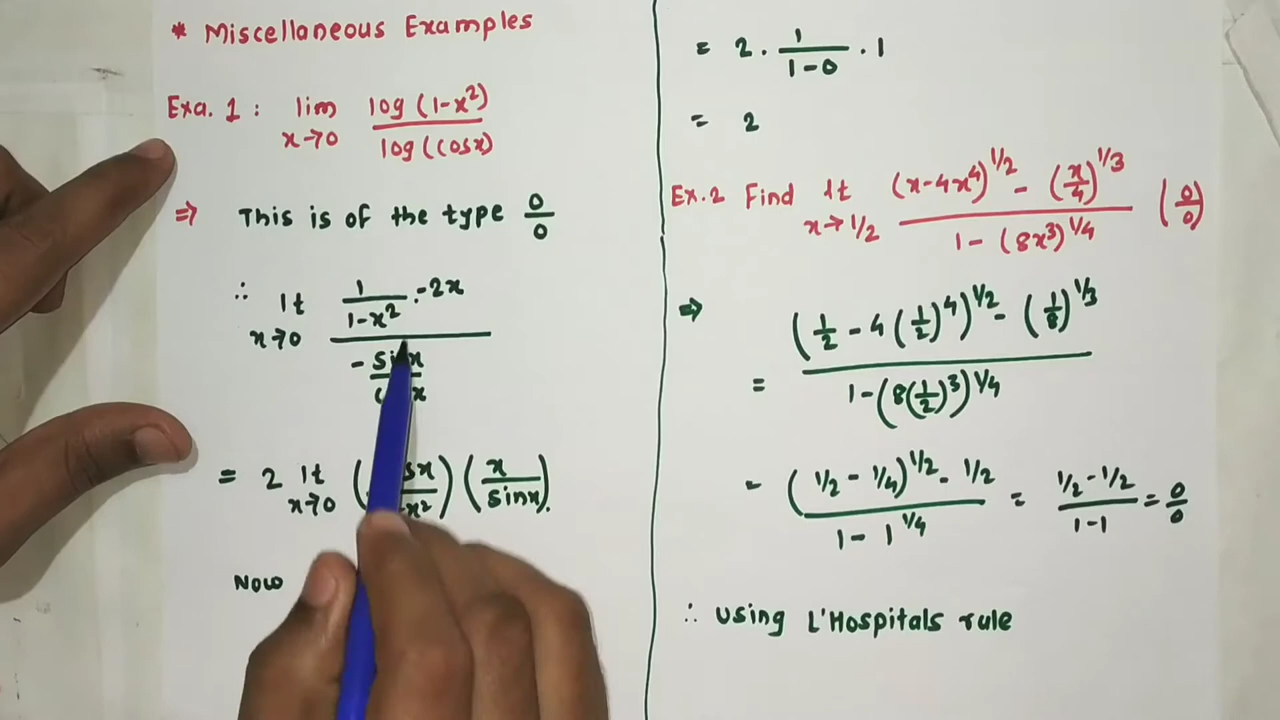 * Miscellaneous Examples
Exa. 1 : lim x→0 log (1-x²) / log (cosx)
⇒ This is of the type 0/0
∴ lt x→0 (1/(1-x²) . -2x) / (- sinx /
= 2 lt x→0 ( / x²) (x / sinx).
Now
= 2 . 1/(1-0) . 1
= 2
Ex. 2 Find lt x→1/2 ((x-4x⁴)^1/2 - (x/4)^1/3) / (1-(8x³)^1/4) (0/0)
⇒
= ((1/2 - 4(1/2)⁴)^1/2 - (1/8)^1/3) / (1-(8(1/2)³)^1/4)
= ((1/2 - 1/4)^1/2 - 1/2) / (1 - 1^1/4) = (1/2 - 1/2) / (1-1) = 0/0
∴ using L'Hospitals rule